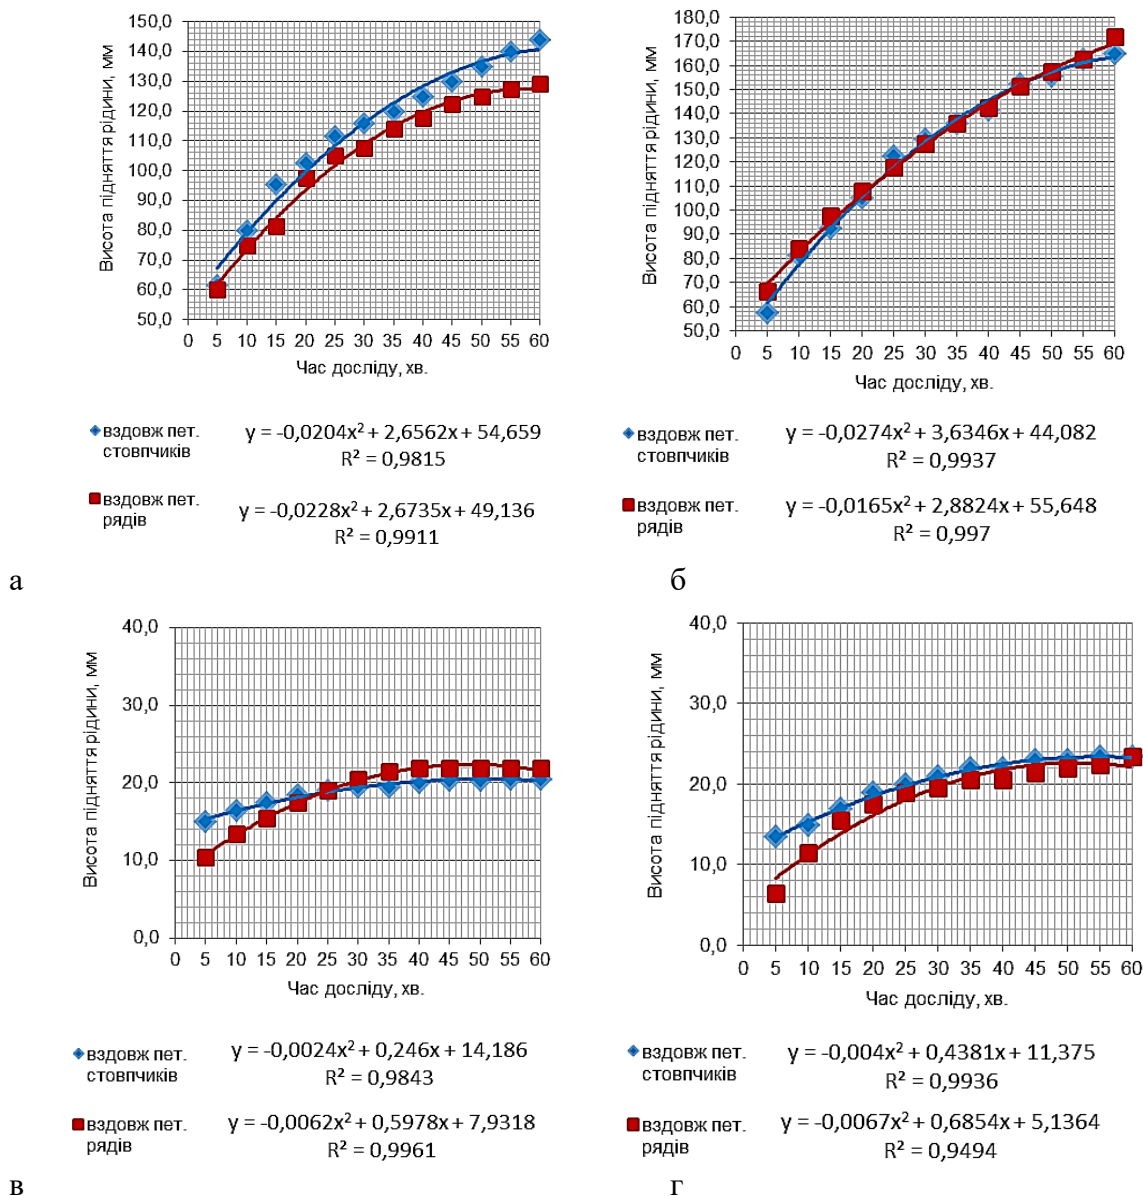 150,0
140,0
130,0
120,0
110,0
100,0
90,0
80,0
70,0
60,0
50,0
Висота підняття рідини, мм
0 5 10 15 20 25 30 35 40 45 50 55 60
Час досліду, хв.
вздовж пет. стовпчиків
y = -0,0204x² + 2,6562x + 54,659
R² = 0,9815
вздовж пет. рядів
y = -0,0228x² + 2,6735x + 49,136
R² = 0,9911
а
180,0
170,0
160,0
150,0
140,0
130,0
120,0
110,0
100,0
90,0
80,0
70,0
60,0
50,0
Висота підняття рідини, мм
0 5 10 15 20 25 30 35 40 45 50 55 60
Час досліду, хв.
вздовж пет. стовпчиків
y = -0,0274x² + 3,6346x + 44,082
R² = 0,9937
вздовж пет. рядів
y = -0,0165x² + 2,8824x + 55,648
R² = 0,997
б
40,0
30,0
20,0
10,0
0,0
Висота підняття рідини, мм
0 5 10 15 20 25 30 35 40 45 50 55 60
Час досліду, хв.
вздовж пет. стовпчиків
y = -0,0024x² + 0,246x + 14,186
R² = 0,9843
вздовж пет. рядів
y = -0,0062x² + 0,5978x + 7,9318
R² = 0,9961
в
40,0
30,0
20,0
10,0
0,0
Висота підняття рідини, мм
0 5 10 15 20 25 30 35 40 45 50 55 60
Час досліду, хв.
вздовж пет. стовпчиків
y = -0,004x² + 0,4381x + 11,375
R² = 0,9936
вздовж пет. рядів
y = -0,0067x² + 0,6854x + 5,1364
R² = 0,9494
г